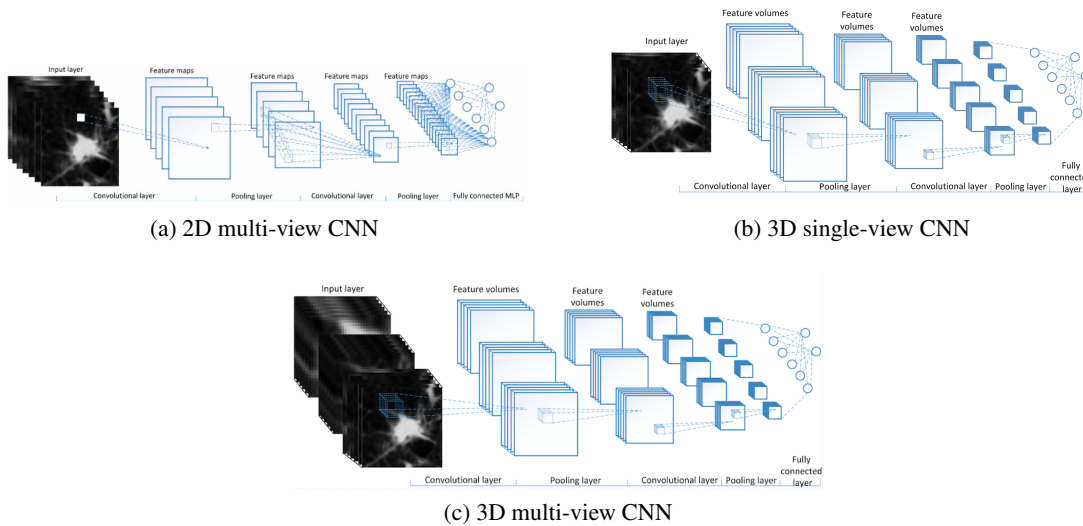 Input layer
Feature maps
Feature maps
Feature maps
Feature maps
Convolutional layer
Pooling layer
Convolutional layer
Pooling layer
Fully connected MLP
(a) 2D multi-view CNN
Feature volumes
Feature
volumes
Feature
volumes
Input layer
Convolutional layer
Pooling layer
Convolutional layer
Pooling layer
Fully
connected
layer
(b) 3D single-view CNN
Input layer
Feature volumes
Feature
volumes
Feature
volumes
Convolutional layer
Pooling layer
Convolutional layer
Pooling layer
Fully
connected
layer
(c) 3D multi-view CNN